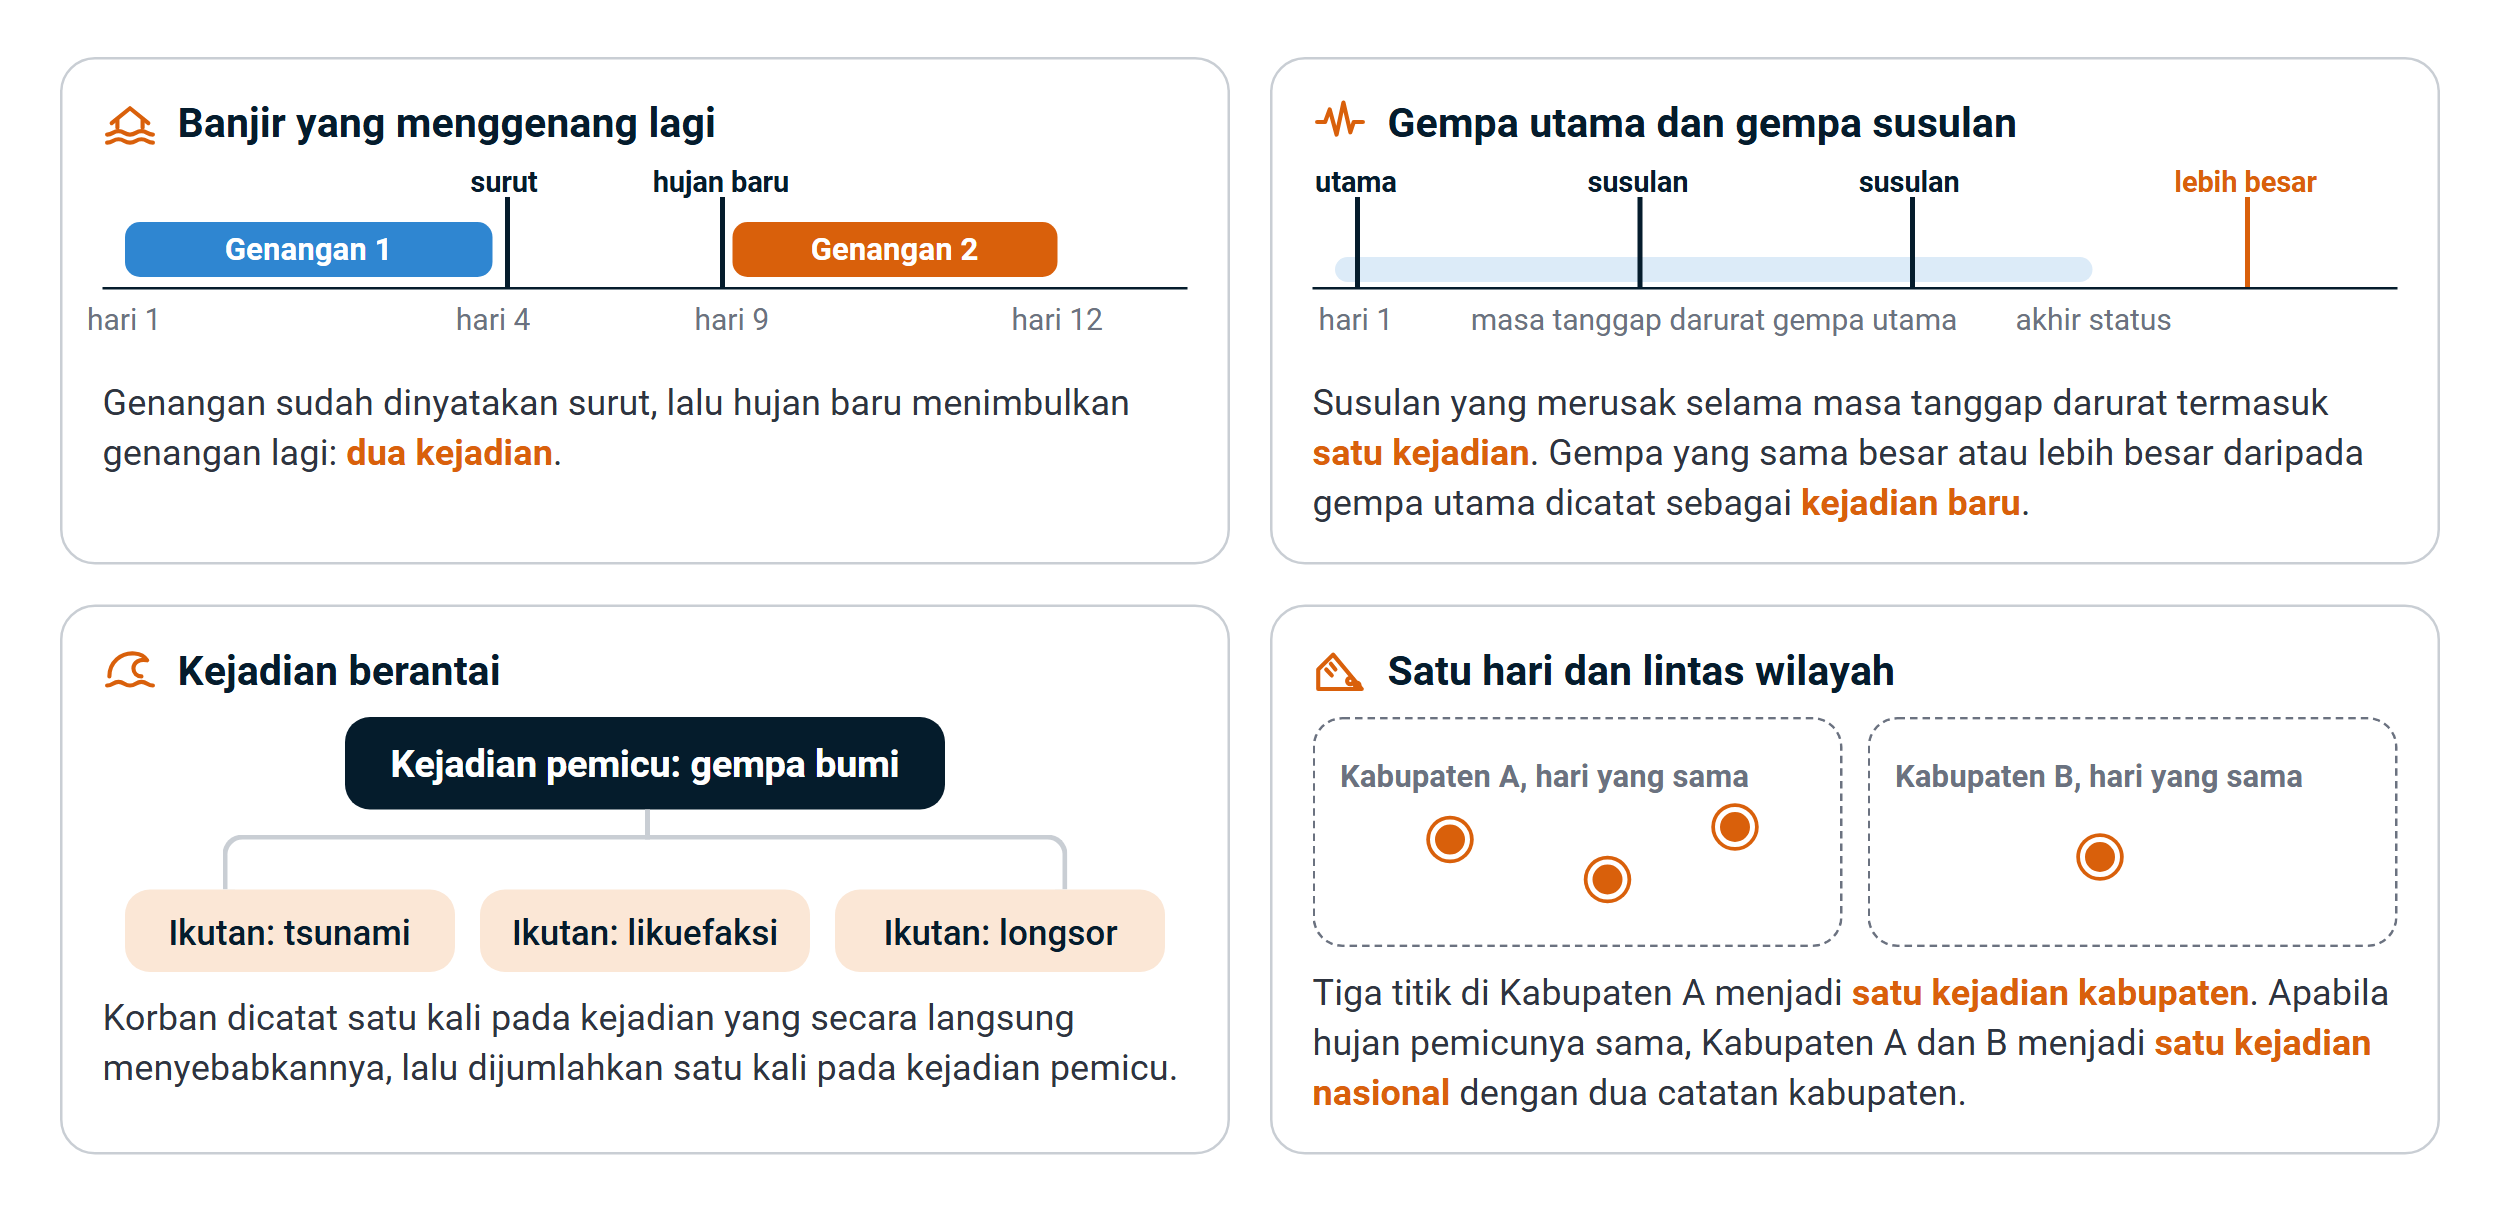 Banjir yang menggenang lagi
surut
hujan baru
Genangan 1
Genangan 2
hari 1
hari 4
hari 9
hari 12
Genangan sudah dinyatakan surut, lalu hujan baru menimbulkan
genangan lagi: dua kejadian.
Gempa utama dan gempa susulan
utama
susulan
susulan
lebih besar
hari 1
masa tanggap darurat gempa utama
akhir status
Susulan yang merusak selama masa tanggap darurat termasuk
satu kejadian. Gempa yang sama besar atau lebih besar daripada
gempa utama dicatat sebagai kejadian baru.
Kejadian berantai
Kejadian pemicu: gempa bumi
Ikutan: tsunami
Ikutan: likuefaksi
Ikutan: longsor
Korban dicatat satu kali pada kejadian yang secara langsung
menyebabkannya, lalu dijumlahkan satu kali pada kejadian pemicu.
Satu hari dan lintas wilayah
Kabupaten A, hari yang sama
Kabupaten B, hari yang sama
Tiga titik di Kabupaten A menjadi satu kejadian kabupaten. Apabila
hujan pemicunya sama, Kabupaten A dan B menjadi satu kejadian
nasional dengan dua catatan kabupaten.